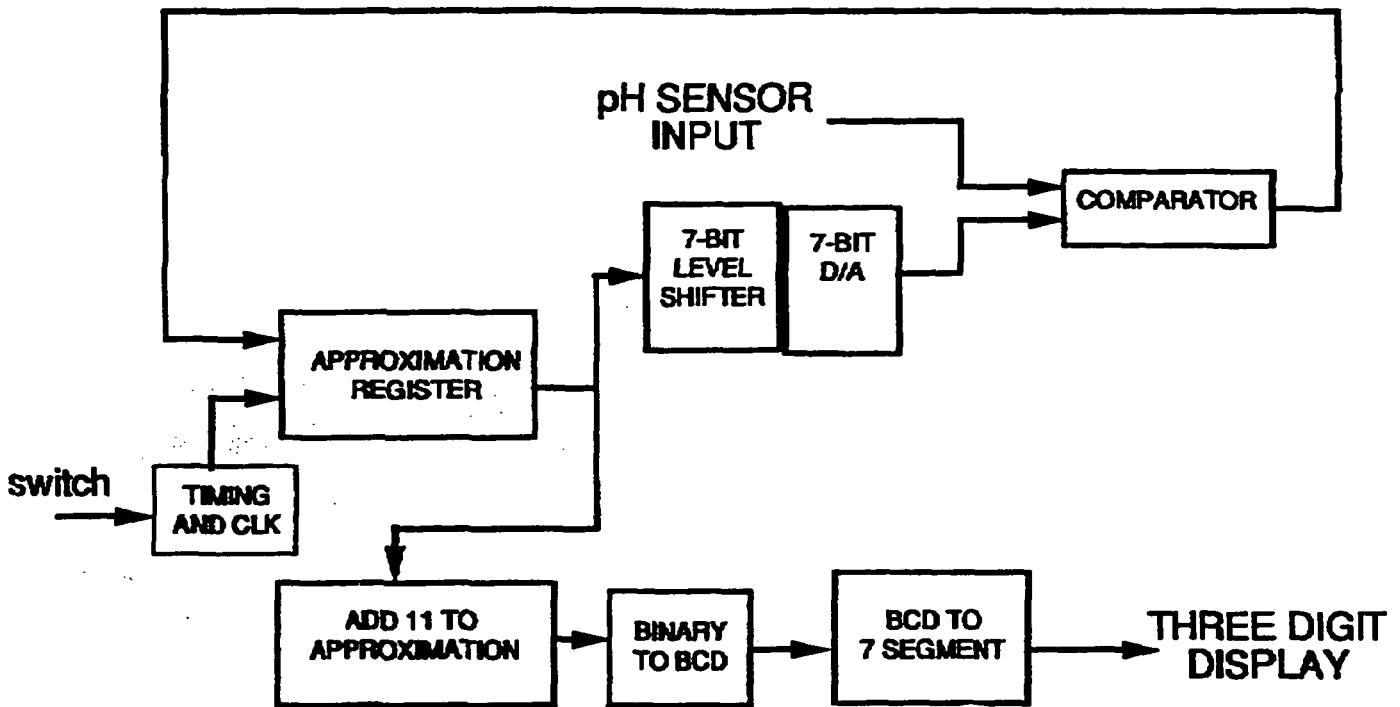 pH SENSOR
INPUT
COMPARATOR
7-BIT
LEVEL
SHIFTER
7-BIT
D/A
APPROXIMATION
REGISTER
switch
TIMING
AND CLK
ADD 11 TO
APPROXIMATION
BINARY
TO BCD
BCD TO
7 SEGMENT
THREE DIGIT
DISPLAY